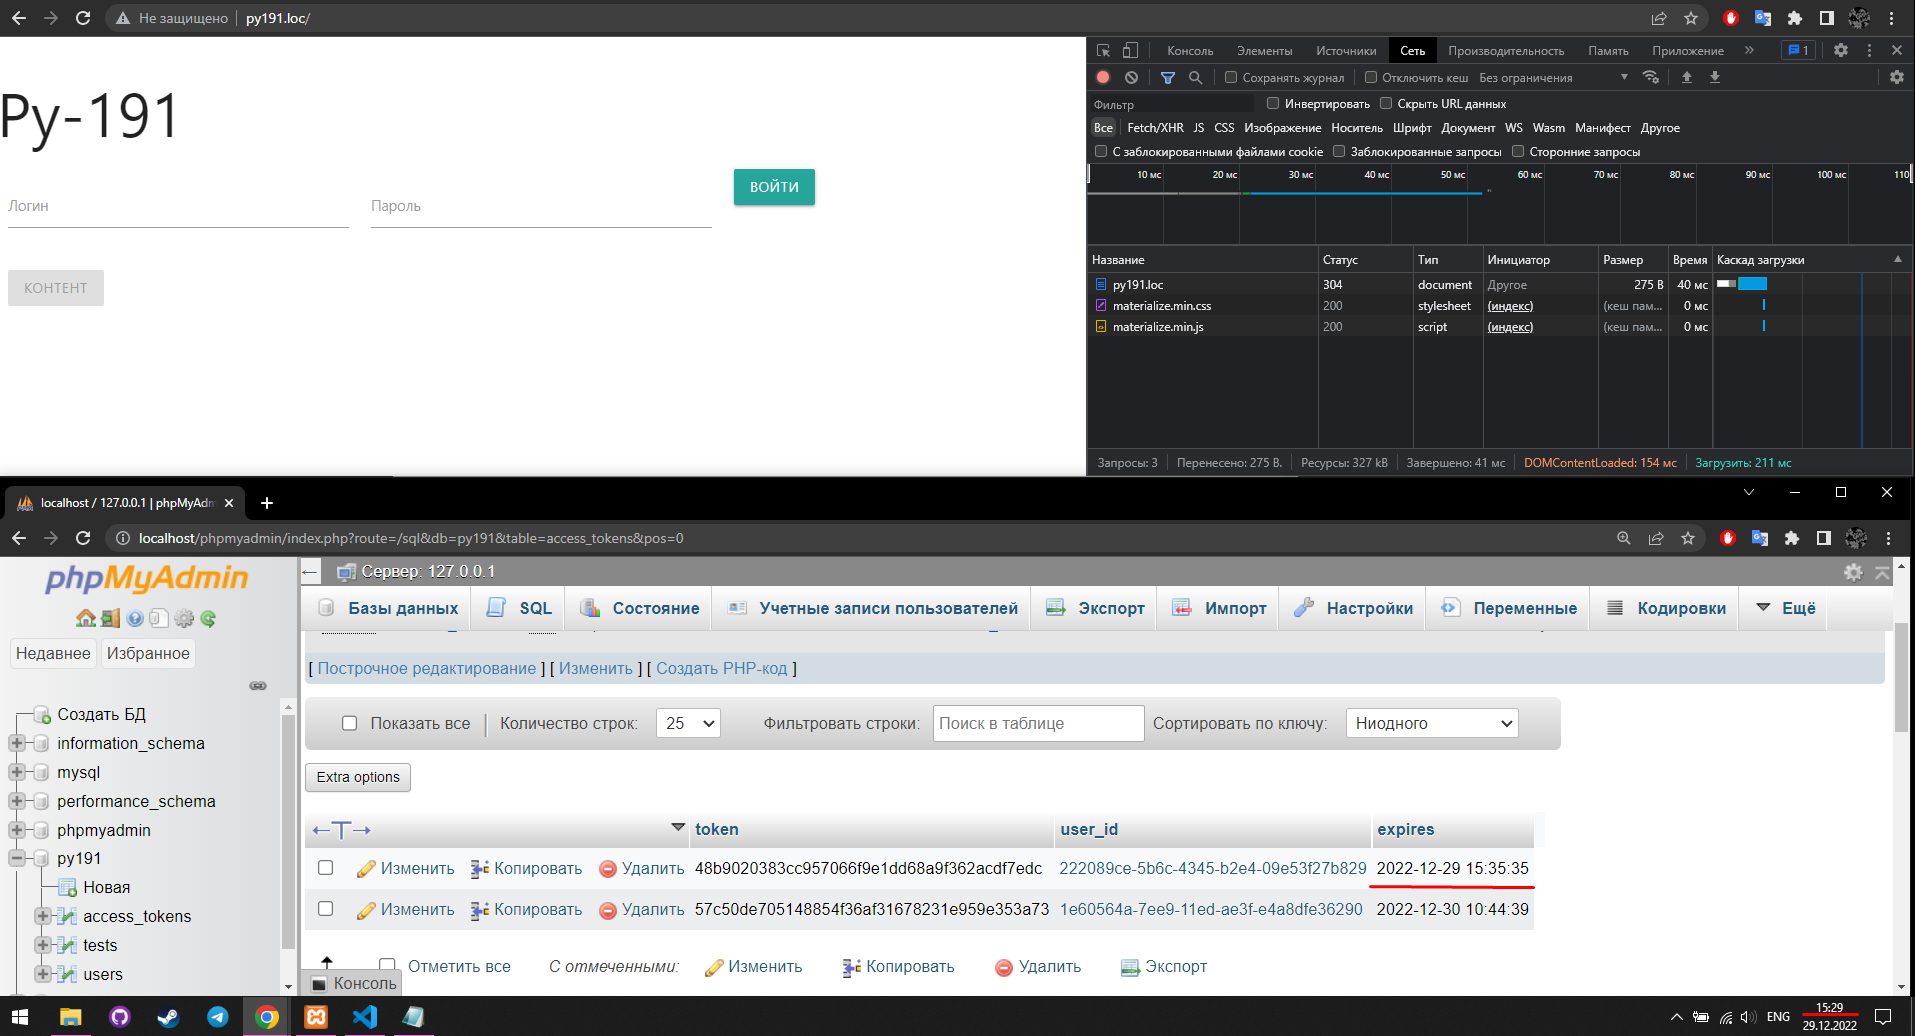 Не защищено py191.loc/
Py-191
Логин
Пароль
ВОЙТИ
КОНТЕНТ
Консоль Элементы Источники Сеть Производительность Память Приложение » 1
Сохранять журнал Отключить кеш Без ограничения
Фильтр Инвертировать Скрыть URL данных
Все Fetch/XHR JS CSS Изображение Носитель Шрифт Документ WS Wasm Манифест Другое
С заблокированными файлами cookie Заблокированные запросы Сторонние запросы
10 мс 20 мс 30 мс 40 мс 50 мс 60 мс 70 мс 80 мс 90 мс 100 мс 110
Название Статус Тип Инициатор Размер Время Каскад загрузки
py191.loc 304 document Другое 275 B 40 мс
materialize.min.css 200 stylesheet (индекс) (кеш пам... 0 мс
materialize.min.js 200 script (индекс) (кеш пам... 0 мс
Запросы: 3 Перенесено: 275 B. Ресурсы: 327 kB Завершено: 41 мс DOMContentLoaded: 154 мс Загрузить: 211 мс
localhost / 127.0.0.1 | phpMyAdm
localhost/phpmyadmin/index.php?route=/sql&db=py191&table=access_tokens&pos=0
phpMyAdmin
Недавнее Избранное
Создать БД
information_schema
mysql
performance_schema
phpmyadmin
py191
Новая
access_tokens
tests
users
Сервер: 127.0.0.1
Базы данных SQL Состояние Учетные записи пользователей Экспорт Импорт Настройки Переменные Кодировки Ещё
[ Построчное редактирование ] [ Изменить ] [ Создать PHP-код ]
Показать все Количество строк: 25 Фильтровать строки: Поиск в таблице Сортировать по ключу: Ниодного
Extra options
←T→ token user_id expires
Изменить Копировать Удалить 48b9020383cc957066f9e1dd68a9f362acdf7edc 222089ce-5b6c-4345-b2e4-09e53f27b829 2022-12-29 15:35:35
Изменить Копировать Удалить 57c50de705148854f36af31678231e959e353a73 1e60564a-7ee9-11ed-ae3f-e4a8dfe36290 2022-12-30 10:44:39
Отметить все С отмеченными: Изменить Копировать Удалить Экспорт
Консоль
ENG 15:29
29.12.2022